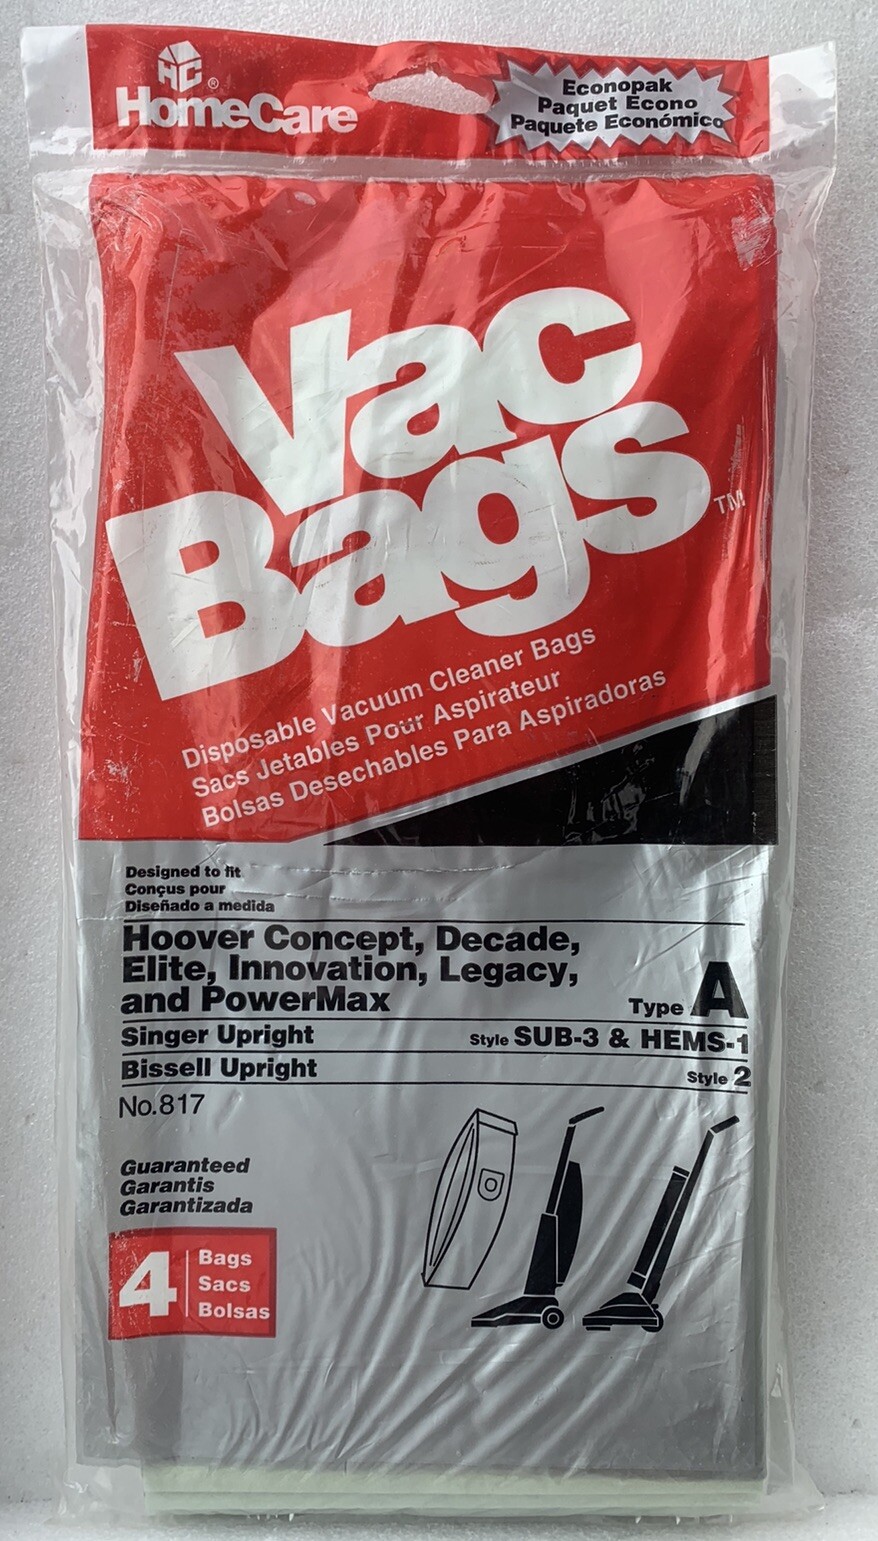 HC®
HomeCare
Econopak
Paquet Econo
Paquete Económico
Vac
Bags™
Disposable Vacuum Cleaner Bags
Sacs Jetables Pour Aspirateur
Bolsas Desechables Para Aspiradoras
Designed to fit
Conçus pour
Diseñado a medida
Hoover Concept, Decade,
Elite, Innovation, Legacy,
and PowerMax Type A
Singer Upright Style SUB-3 & HEMS-1
Bissell Upright Style 2
No.817
Guaranteed
Garantis
Garantizada
4
Bags
Sacs
Bolsas